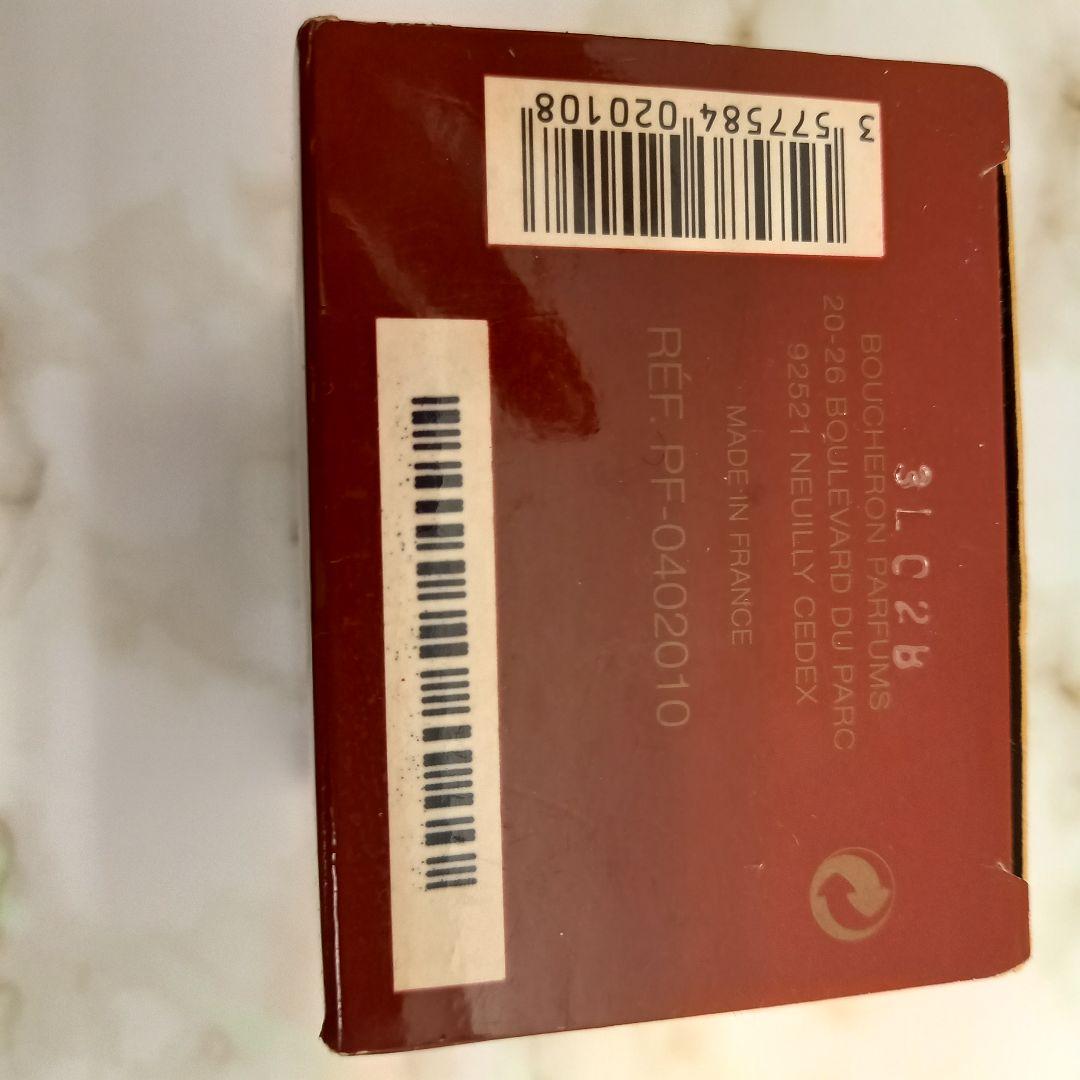 BOUCHERON PARFUMS
20-26 BOULEVARD DU PARC
92521 NEUILLY CEDEX
MADE IN FRANCE
RÉF. PF-0402010
3 577584 020108
3LC2B